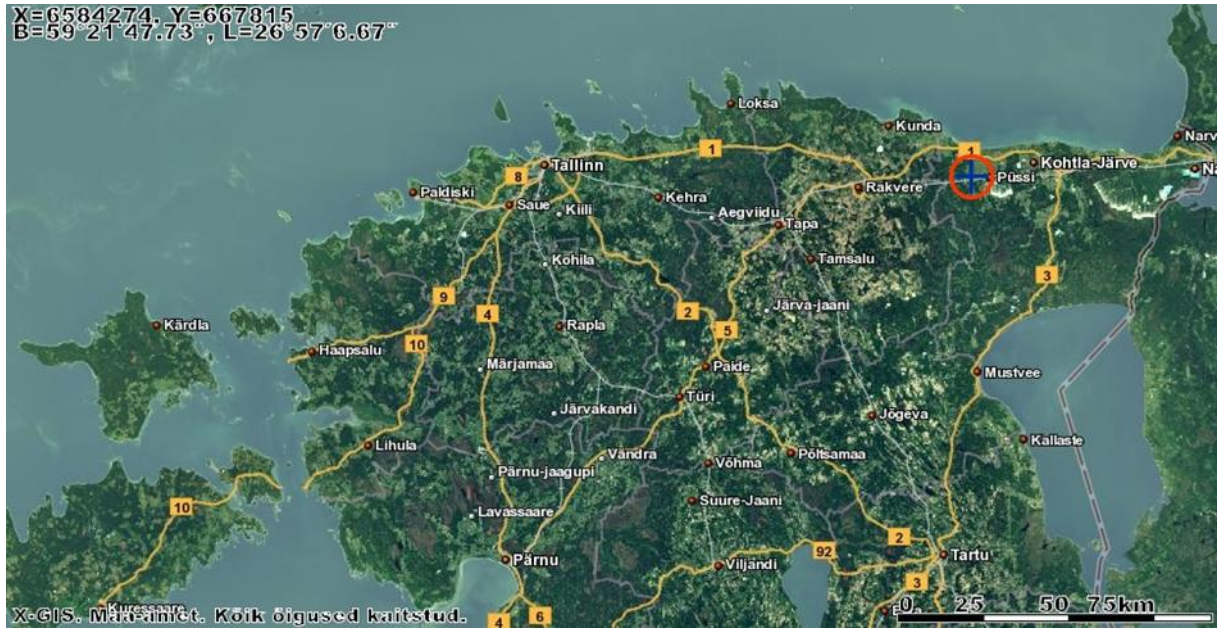 X=6584274, Y=667815
B=59°21'47.73", L=26°57'6.67"
Loksa
Kunda
1
1
Narv
Tallinn
Kohtla-Järve
8
Püssi
Paldiski
Rakvere
Kehra
Saue
Kiili
Aegviidu
Tapa
Kohila
Tamsalu
3
9
Järva-jaani
4
2
Kärdla
Rapla
5
10
Haapsalu
Märjamaa
Paide
Mustvee
Türi
Järvakandi
Jõgeva
Kallaste
Lihula
Vändra
Põltsamaa
Võhma
Pärnu-jaagupi
Suure-Jaani
10
Lavassaare
2
92
Tartu
Pärnu
Viljandi
3
Kuressaare
4
6
X-GIS. Maa-amet. Kõik õigused kaitstud.
0 25 50 75km